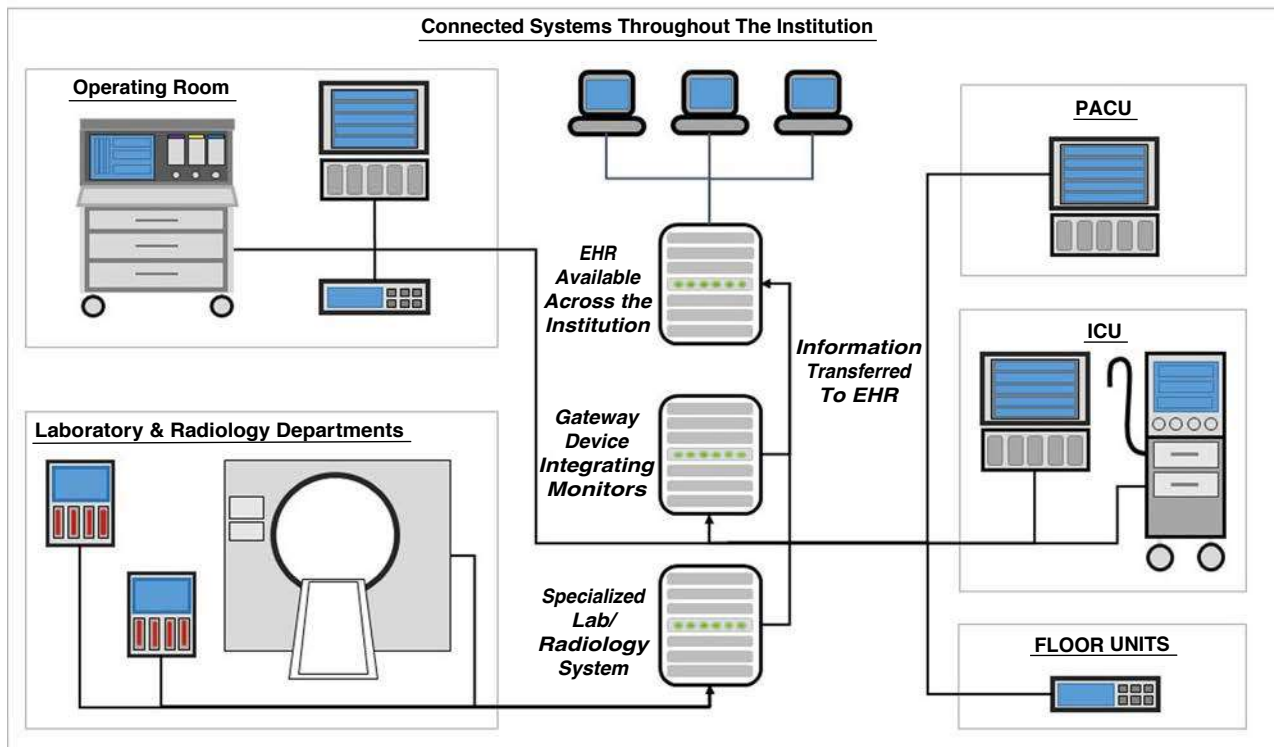 Connected Systems Throughout The Institution
Operating Room
PACU
EHR
Available
Across the
Institution
Information
Transferred
To EHR
ICU
Laboratory & Radiology Departments
Gateway
Device
Integrating
Monitors
Specialized
Lab/
Radiology
System
FLOOR UNITS